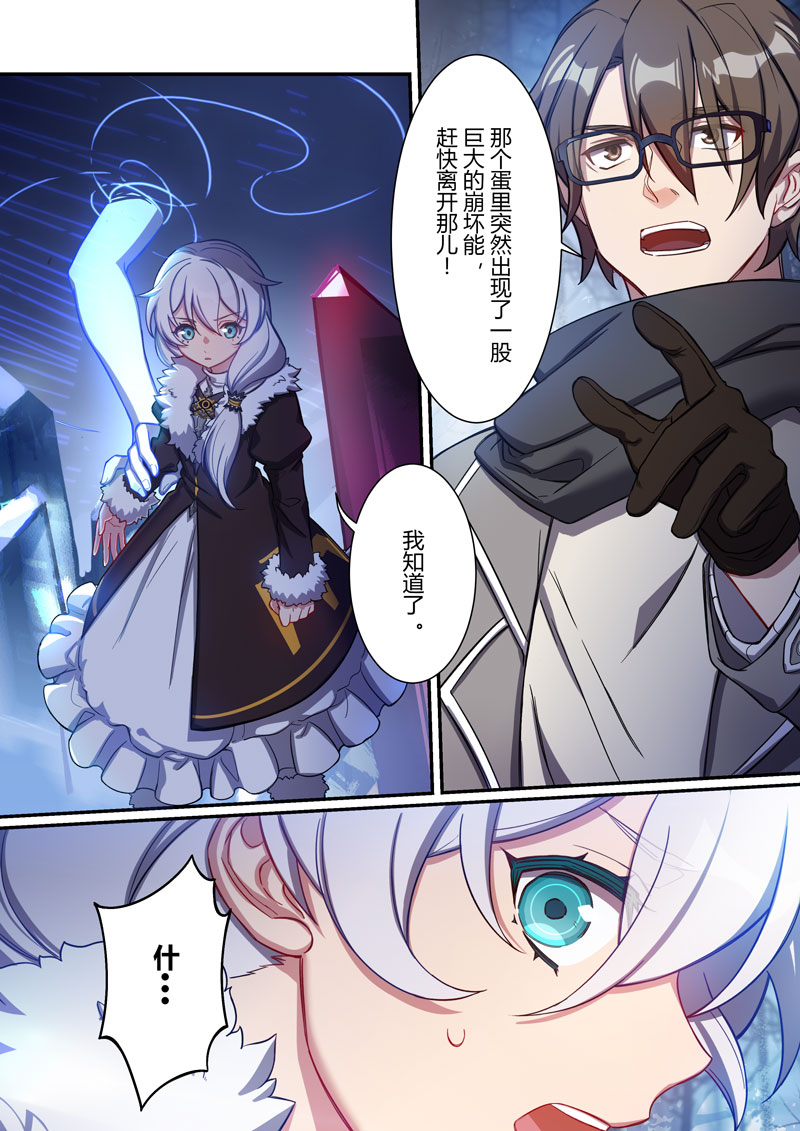 那个蛋里突然出现了一股
巨大的崩坏能，
赶快离开那儿！
我知道了。
什…